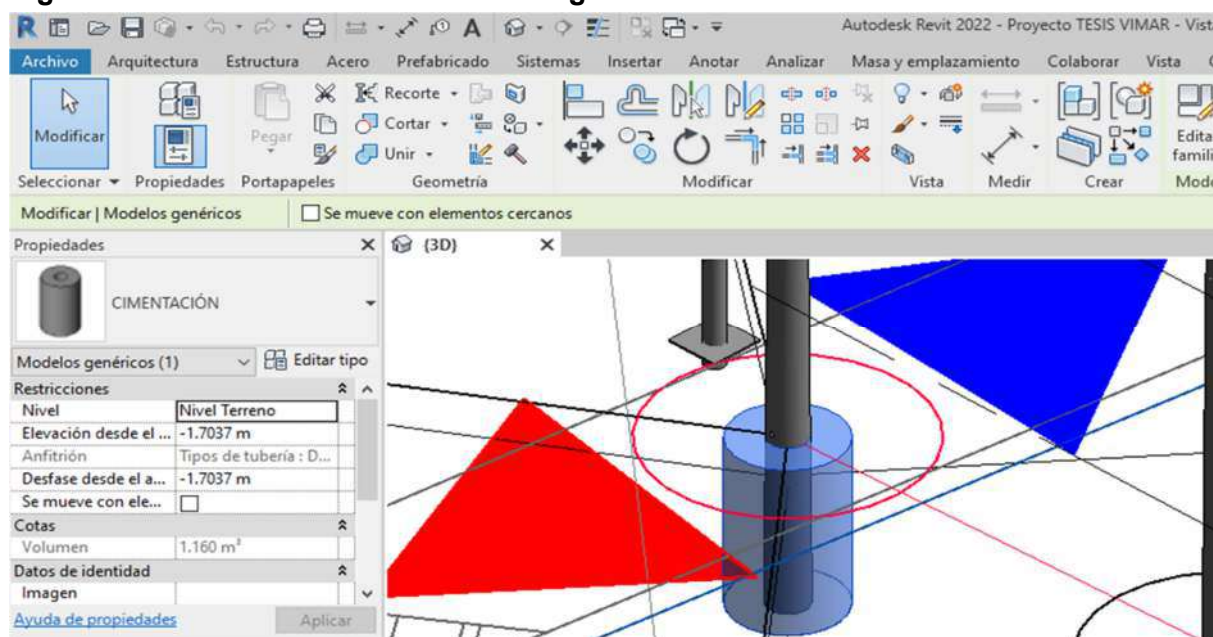 Autodesk Revit 2022 - Proyecto TESIS VIMAR - Vist
Archivo Arquitectura Estructura Acero Prefabricado Sistemas Insertar Anotar Analizar Masa y emplazamiento Colaborar Vista
Modificar Pegar Recorte
Cortar
Unir
Edita
famili
Seleccionar Propiedades Portapapeles Geometría Modificar Vista Medir Crear Mode
Modificar | Modelos genéricos Se mueve con elementos cercanos
Propiedades {3D}
CIMENTACIÓN
Modelos genéricos (1) Editar tipo
Restricciones
Nivel Nivel Terreno
Elevación desde el ... -1.7037 m
Anfitrión Tipos de tubería : D...
Desfase desde el a... -1.7037 m
Se mueve con ele...
Cotas
Volumen 1.160 m³
Datos de identidad
Imagen
Ayuda de propiedades Aplicar